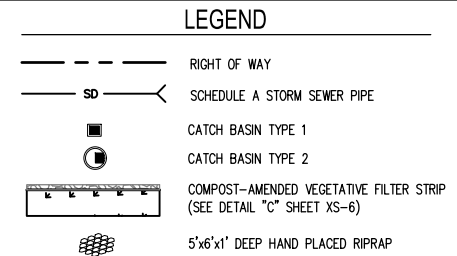 LEGEND
RIGHT OF WAY
SD SCHEDULE A STORM SEWER PIPE
CATCH BASIN TYPE 1
CATCH BASIN TYPE 2
COMPOST-AMENDED VEGETATIVE FILTER STRIP
(SEE DETAIL "C" SHEET XS-6)
5'x6'x1' DEEP HAND PLACED RIPRAP